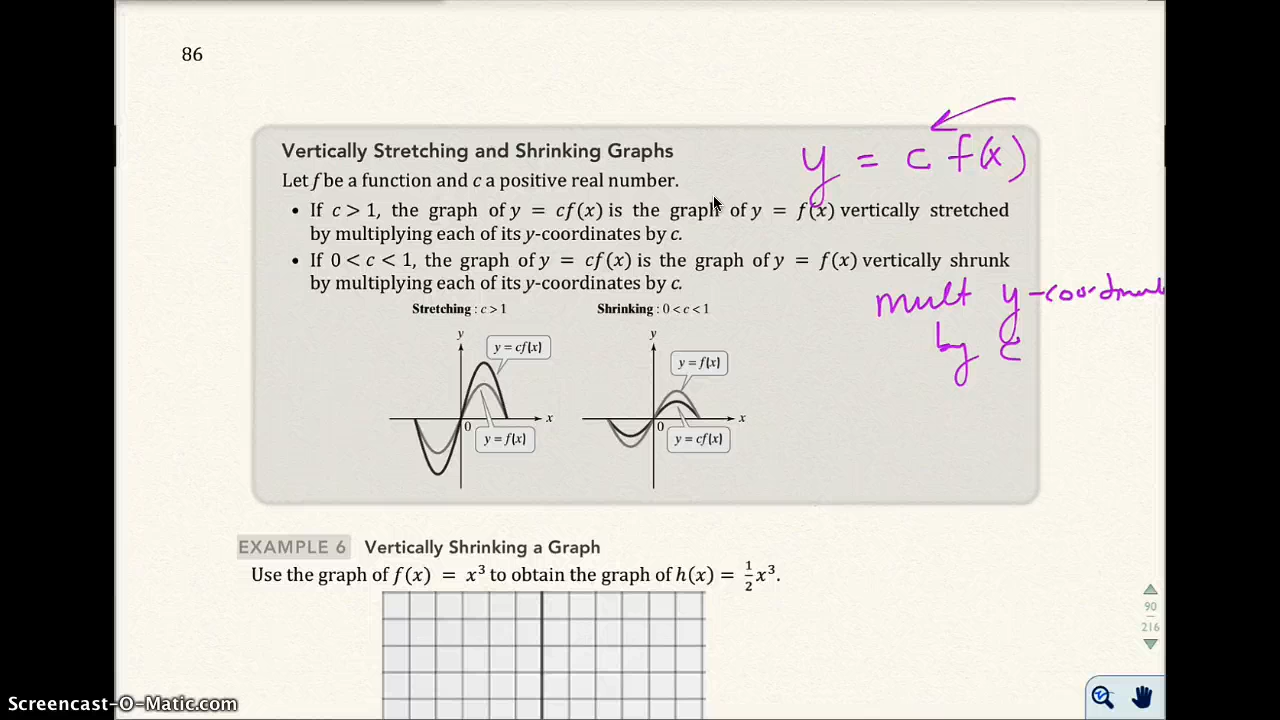 86
Vertically Stretching and Shrinking Graphs
y = c f(x)
Let f be a function and c a positive real number.
• If c > 1, the graph of y = cf(x) is the graph of y = f(x) vertically stretched
by multiplying each of its y-coordinates by c.
• If 0 < c < 1, the graph of y = cf(x) is the graph of y = f(x) vertically shrunk
by multiplying each of its y-coordinates by c.
mult y-coordinat
by c
Stretching : c > 1
Shrinking : 0 < c < 1
y
y = cf(x)
x
0
y = f(x)
y
y = f(x)
x
0
y = cf(x)
EXAMPLE 6 Vertically Shrinking a Graph
Use the graph of f(x) = x³ to obtain the graph of h(x) = 1/2 x³.
90
216
Screencast-O-Matic.com